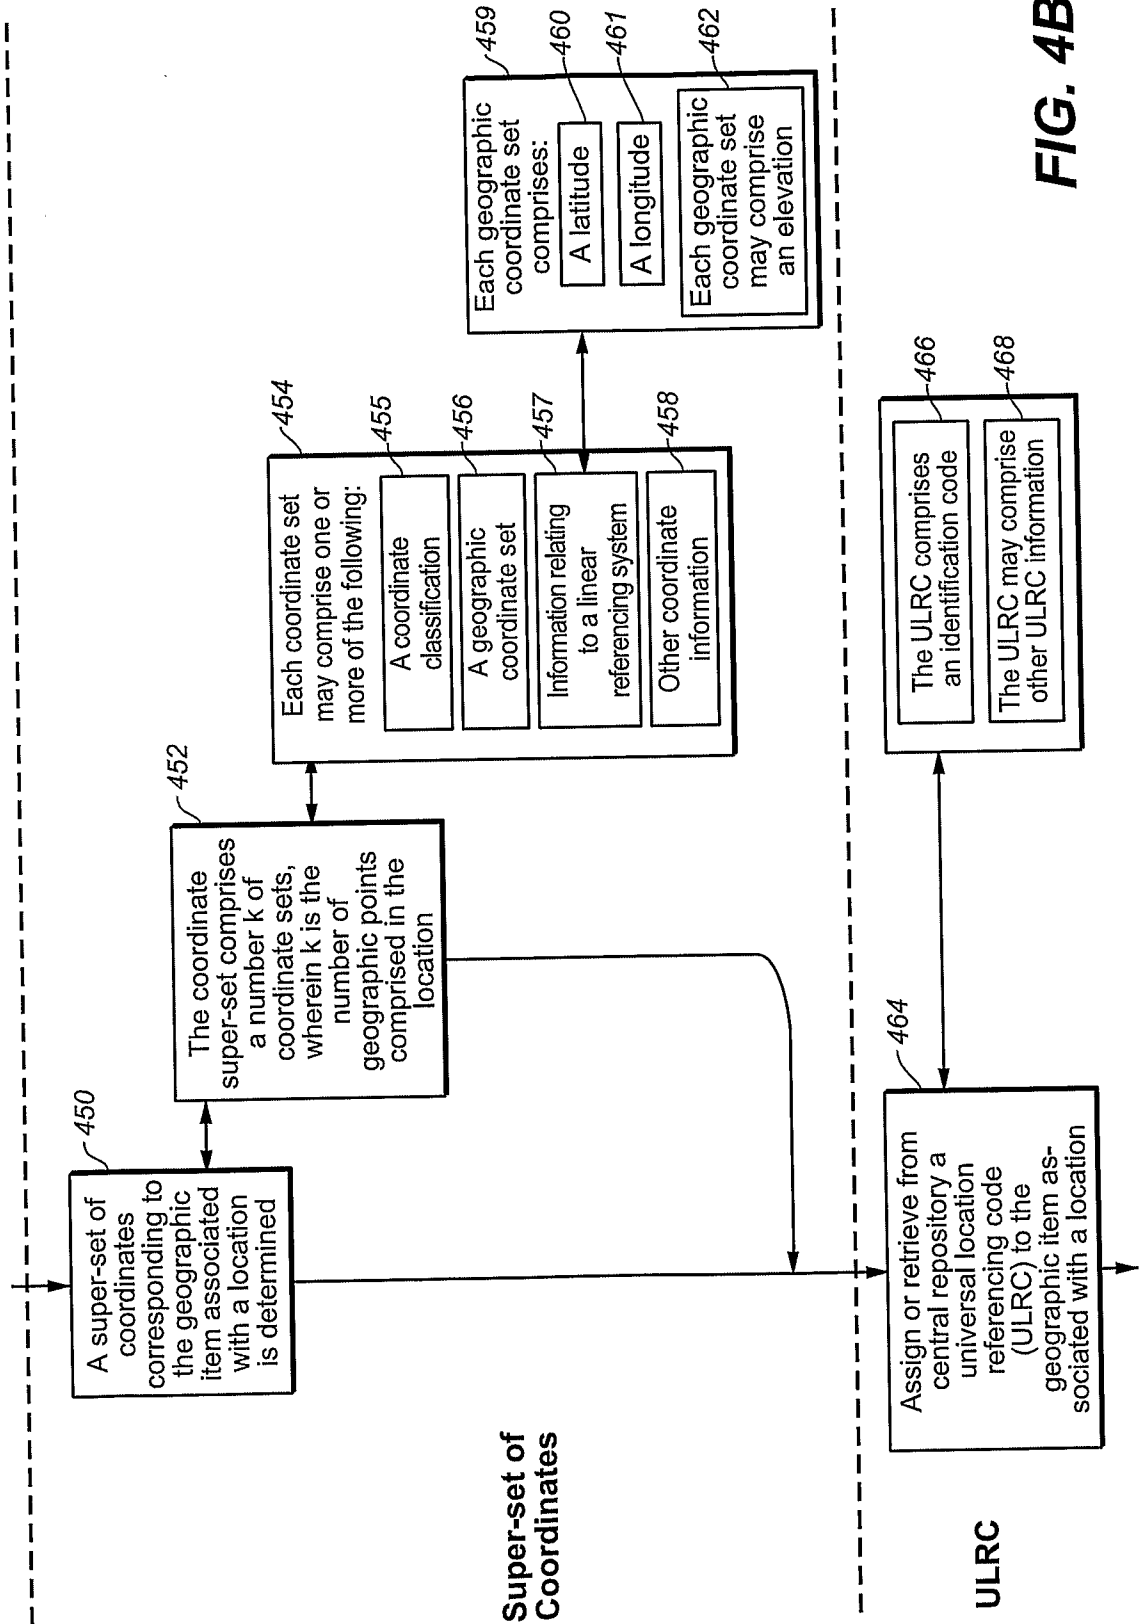 Super-set of
Coordinates
450
A super-set of
coordinates
corresponding to
the geographic
item associated
with a location
is determined
452
The coordinate
super-set comprises
a number k of
coordinate sets,
wherein k is the
number of
geographic points
comprised in the
location
454
Each coordinate set
may comprise one or
more of the following:
455
A coordinate
classification
456
A geographic
coordinate set
457
Information relating
to a linear
referencing system
458
Other coordinate
information
459
Each geographic
coordinate set
comprises:
460
A latitude
461
A longitude
462
Each geographic
coordinate set
may comprise
an elevation
ULRC
464
Assign or retrieve from
central repository a
universal location
referencing code
(ULRC) to the
geographic item as-
sociated with a location
466
The ULRC comprises
an identification code
468
The ULRC may comprise
other ULRC information
FIG. 4B